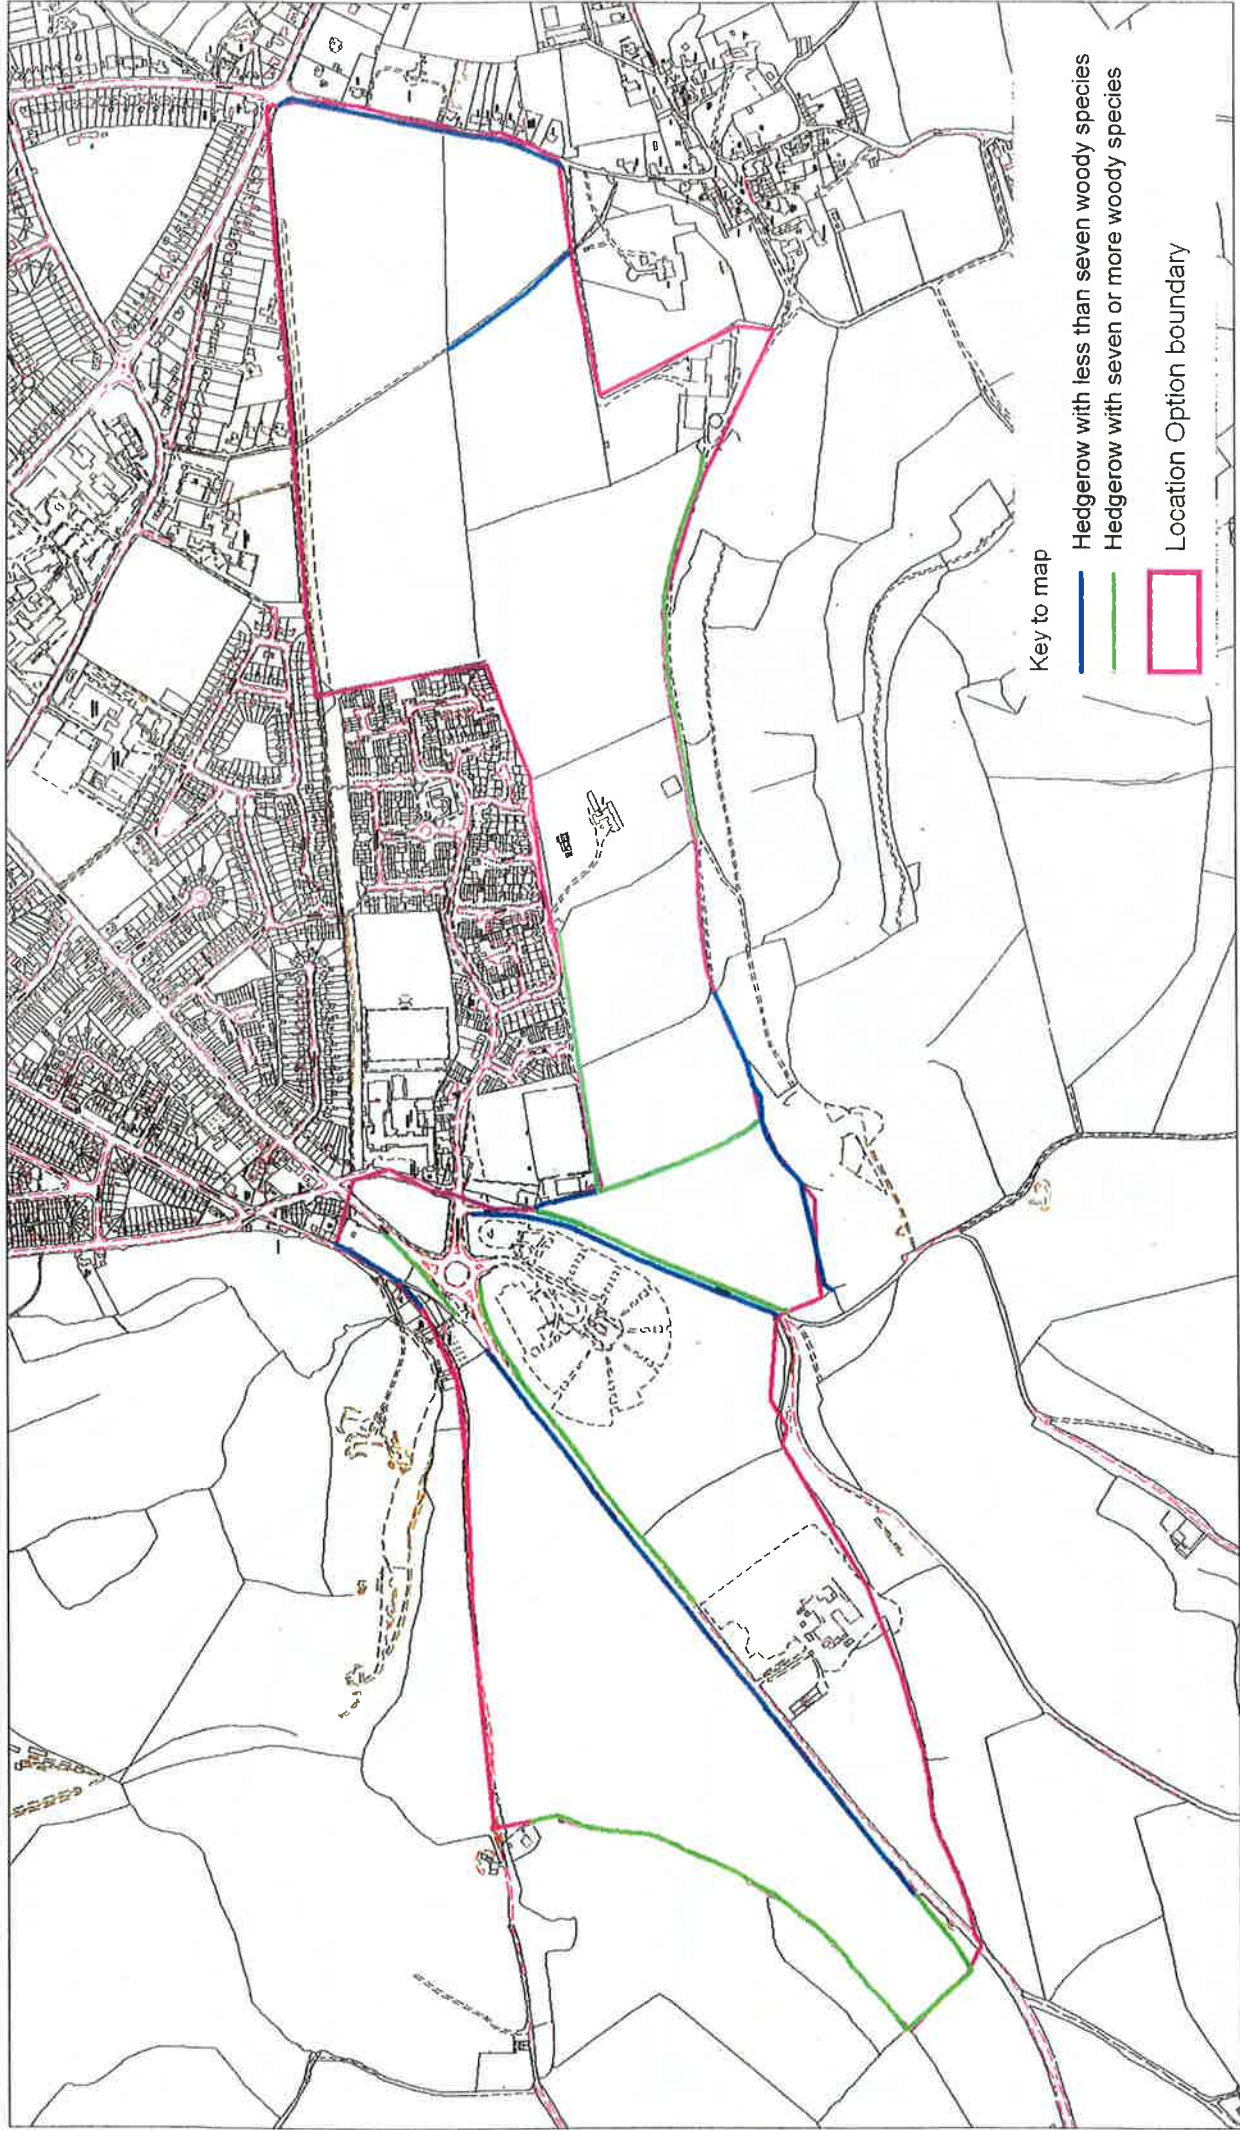 Key to map
Hedgerow with less than seven woody species
Hedgerow with seven or more woody species
Location Option boundary